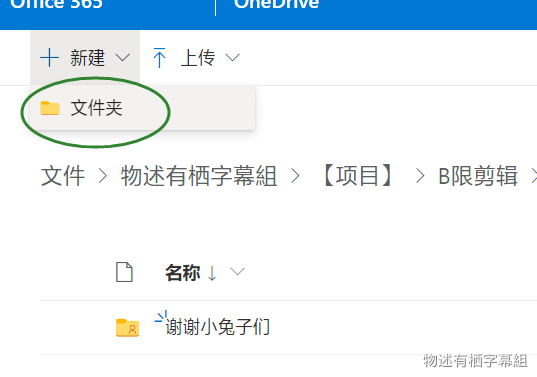 Office 365 OneDrive
新建 上传
文件夹
文件 物述有栖字幕組 【项目】 B限剪辑
名称
谢谢小兔子们
物述有栖字幕組